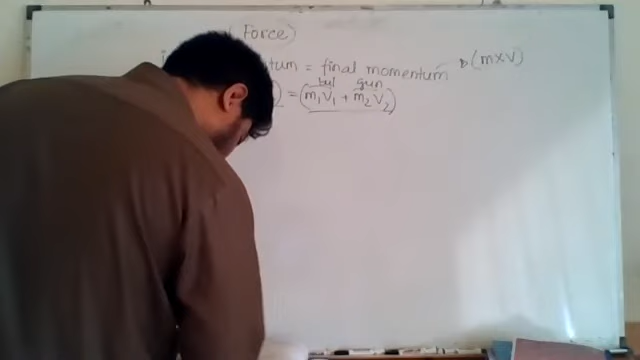 (Force)
tum = final momentum → (m×v)
bul gun
) = (m₁V₁ + m₂V₂)